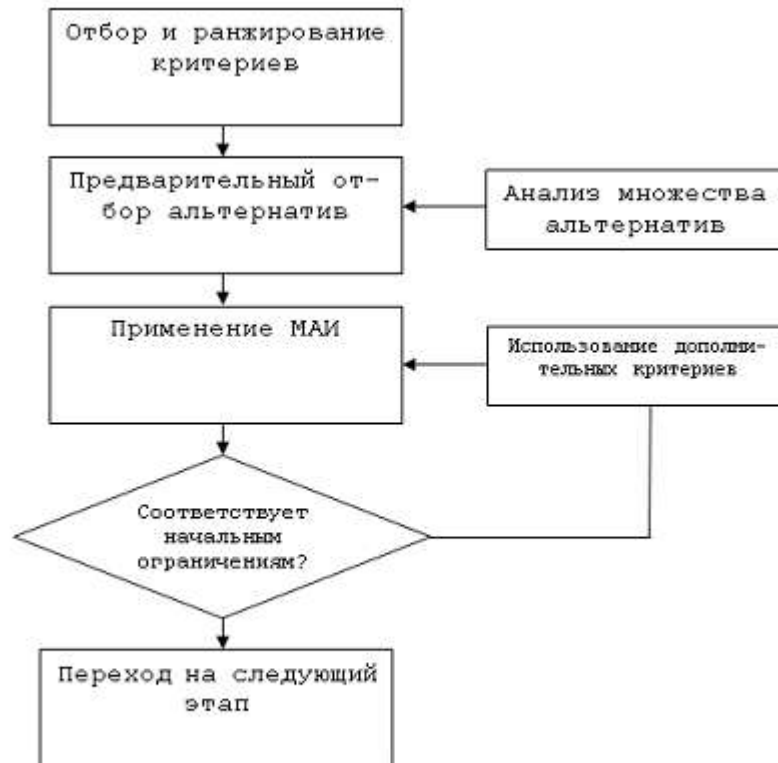 Отбор и ранжирование
критериев
Предварительный от-
бор альтернатив
Анализ множества
альтернатив
Применение МАИ
Использование дополни-
тельных критериев
Соответствует
начальным
ограничениям?
Переход на следующий
этап